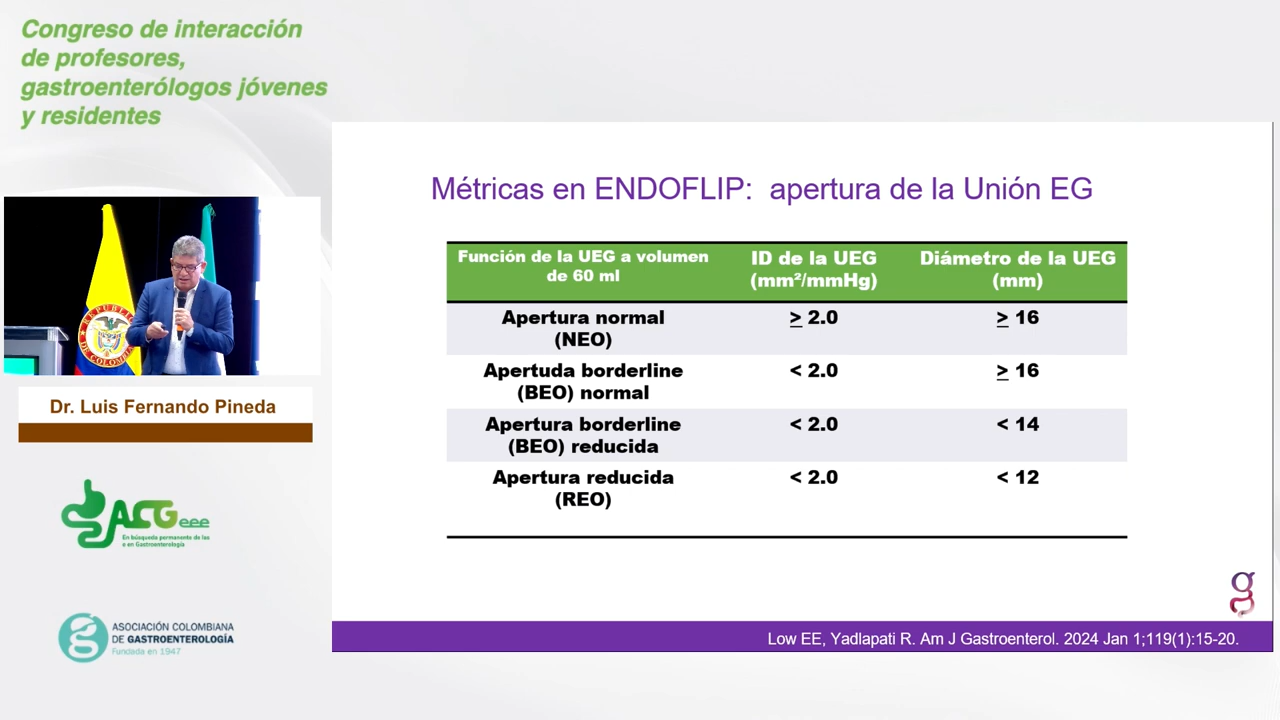 Congreso de interacción
de profesores,
gastroenterólogos jóvenes
y residentes
Dr. Luis Fernando Pineda
ACGeee
En búsqueda permanente de las
e en Gastroenterología
ASOCIACIÓN COLOMBIANA
DE GASTROENTEROLOGÍA
Fundada en 1947
Métricas en ENDOFLIP: apertura de la Unión EG
Función de la UEG a volumen
de 60 ml
ID de la UEG
(mm²/mmHg)
Diámetro de la UEG
(mm)
Apertura normal
(NEO)
≥ 2.0
≥ 16
Apertuda borderline
(BEO) normal
< 2.0
≥ 16
Apertura borderline
(BEO) reducida
< 2.0
< 14
Apertura reducida
(REO)
< 2.0
< 12
Low EE, Yadlapati R. Am J Gastroenterol. 2024 Jan 1;119(1):15-20.